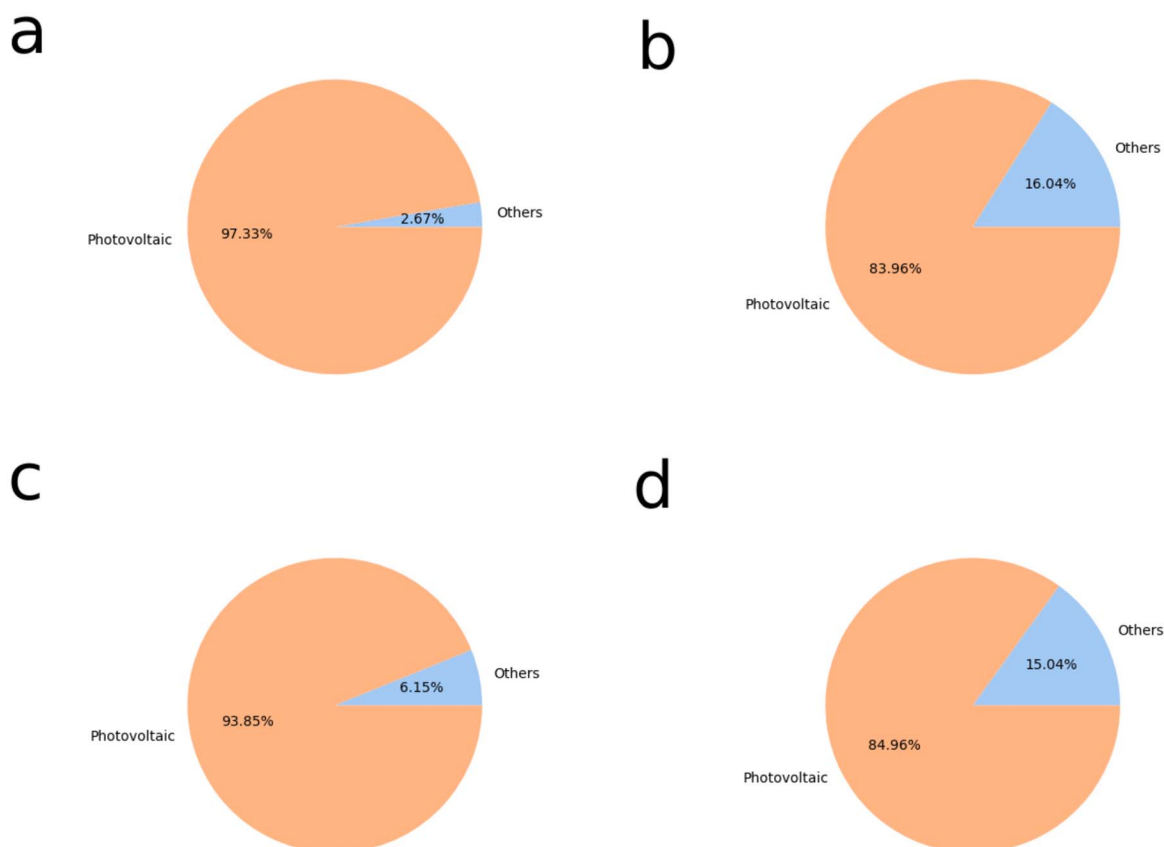 a
Others
2.67%
97.33%
Photovoltaic
b
Others
16.04%
83.96%
Photovoltaic
c
Others
6.15%
93.85%
Photovoltaic
d
Others
15.04%
84.96%
Photovoltaic